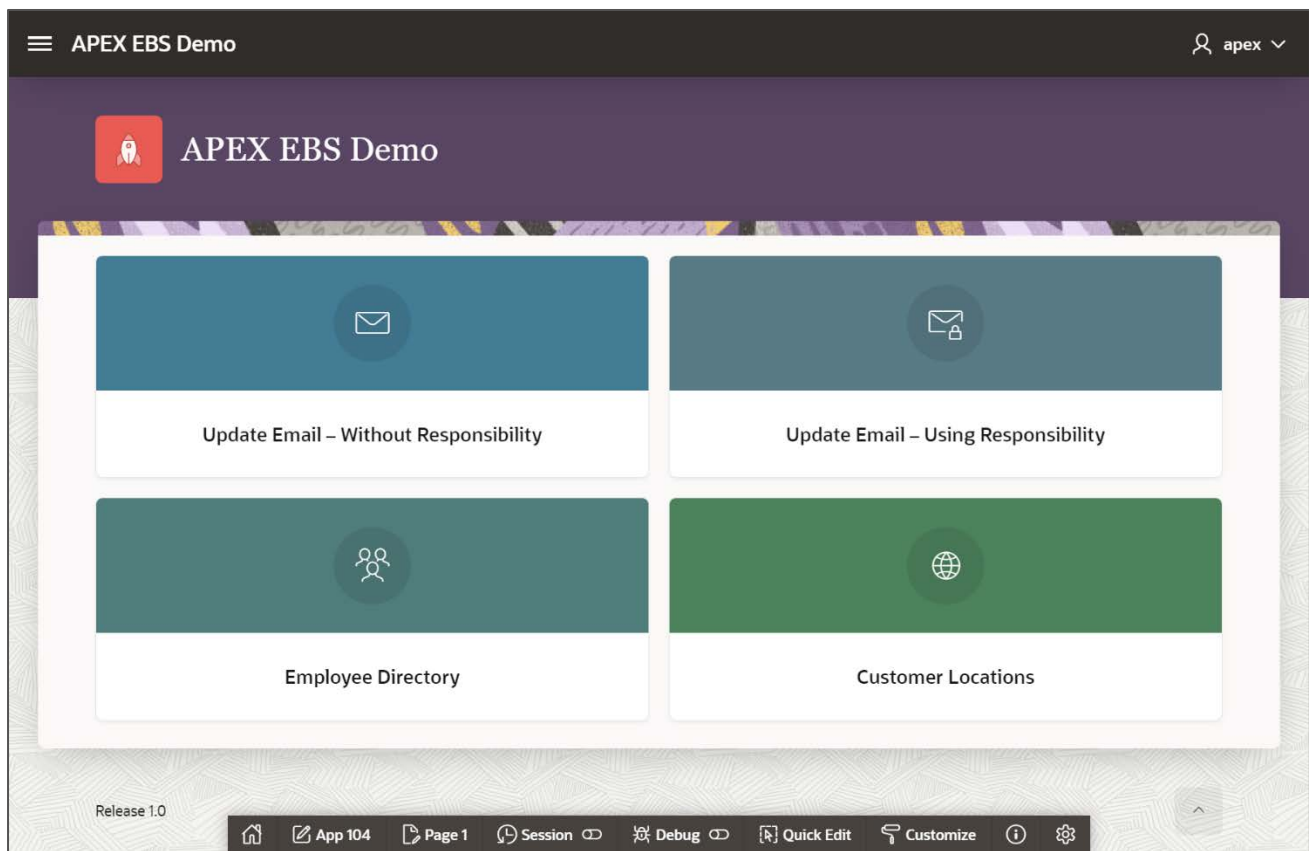 APEX EBS Demo
apex
APEX EBS Demo
Update Email – Without Responsibility
Update Email – Using Responsibility
Employee Directory
Customer Locations
Release 1.0
App 104 Page 1 Session Debug Quick Edit Customize